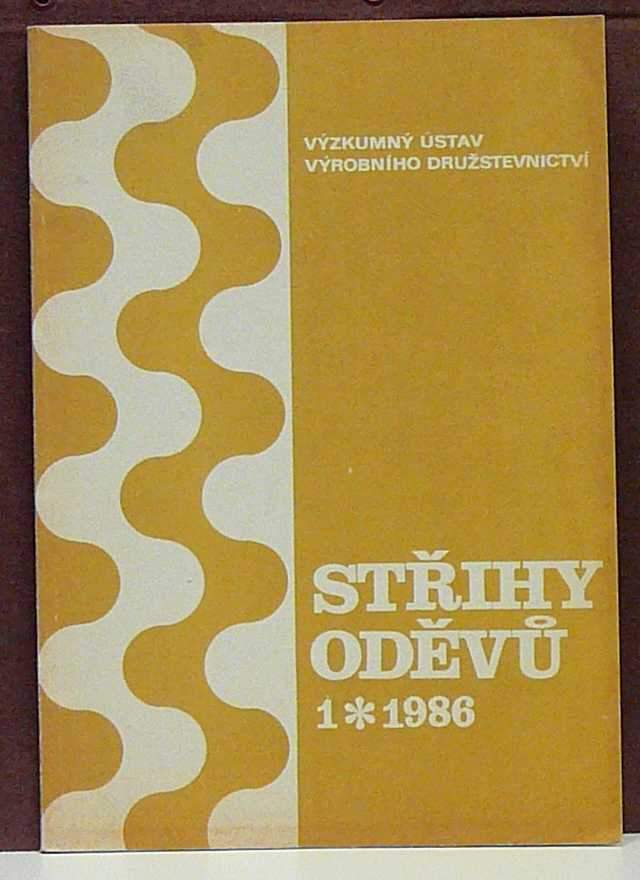 VÝZKUMNÝ ÚSTAV
VÝROBNÍHO DRUŽSTEVNICTVÍ
STŘIHY
ODĚVŮ
1*1986